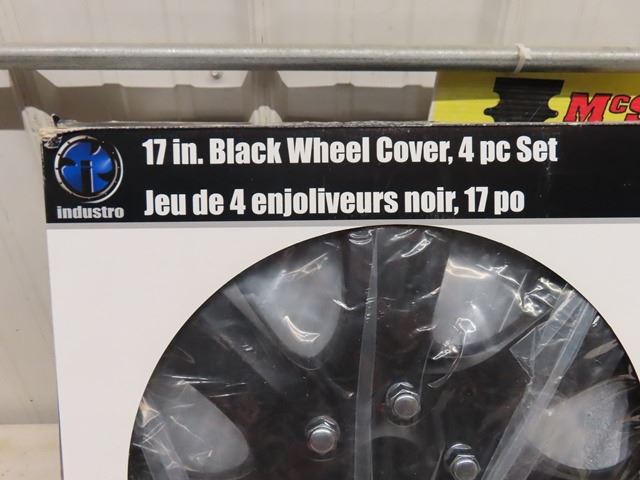 17 in. Black Wheel Cover, 4 pc Set
Jeu de 4 enjoliveurs noir, 17 po
industro